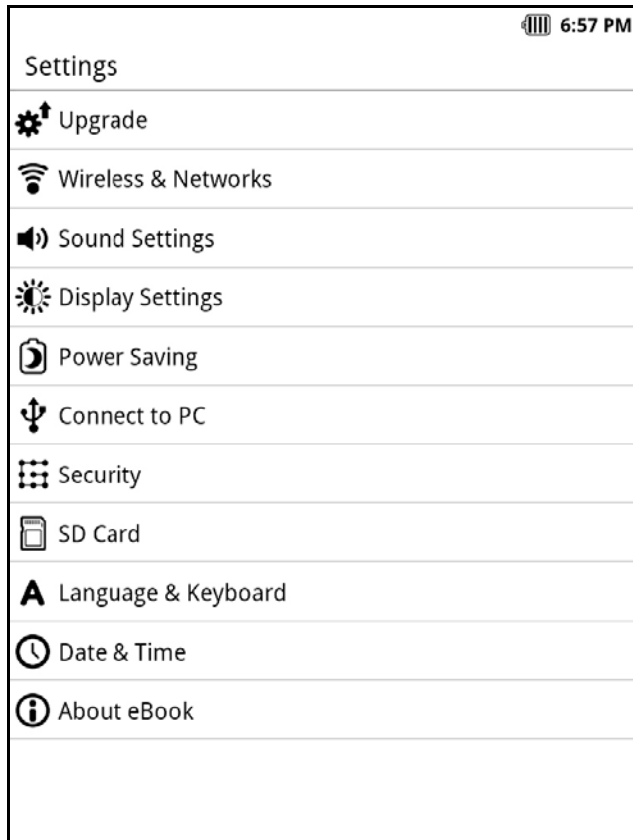 6:57 PM
Settings
Upgrade
Wireless & Networks
Sound Settings
Display Settings
Power Saving
Connect to PC
Security
SD Card
Language & Keyboard
Date & Time
About eBook